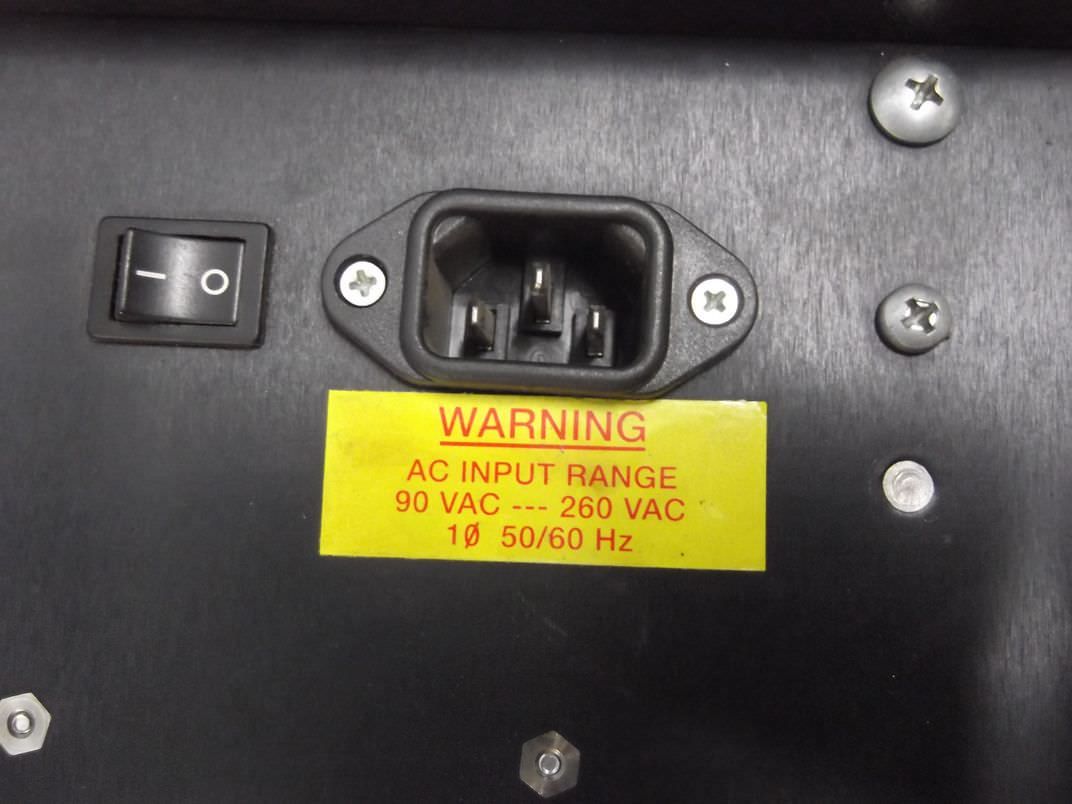 I O
WARNING
AC INPUT RANGE
90 VAC --- 260 VAC
1Ø 50/60 Hz